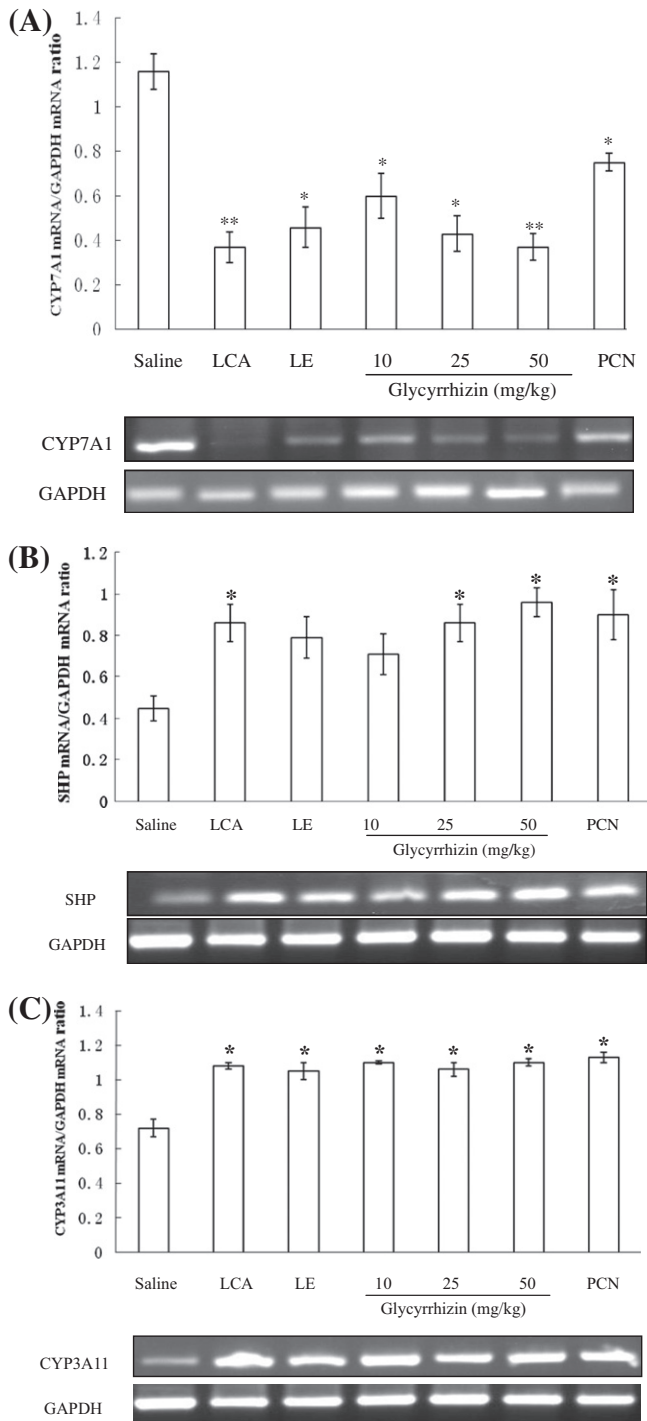 (A)
CYP7A1 mRNA/GAPDH mRNA ratio
1.4
1.2
1
0.8
0.6
0.4
0.2
0
** * * * ** *
Saline LCA LE 10 25 50 PCN
Glycyrrhizin (mg/kg)
CYP7A1
GAPDH
(B)
SHP mRNA/GAPDH mRNA ratio
1.2
1
0.8
0.6
0.4
0.2
0
* * * *
Saline LCA LE 10 25 50 PCN
Glycyrrhizin (mg/kg)
SHP
GAPDH
(C)
CYP3A11 mRNA/GAPDH mRNA ratio
1.4
1.2
1
0.8
0.6
0.4
0.2
0
* * * * * *
Saline LCA LE 10 25 50 PCN
Glycyrrhizin (mg/kg)
CYP3A11
GAPDH